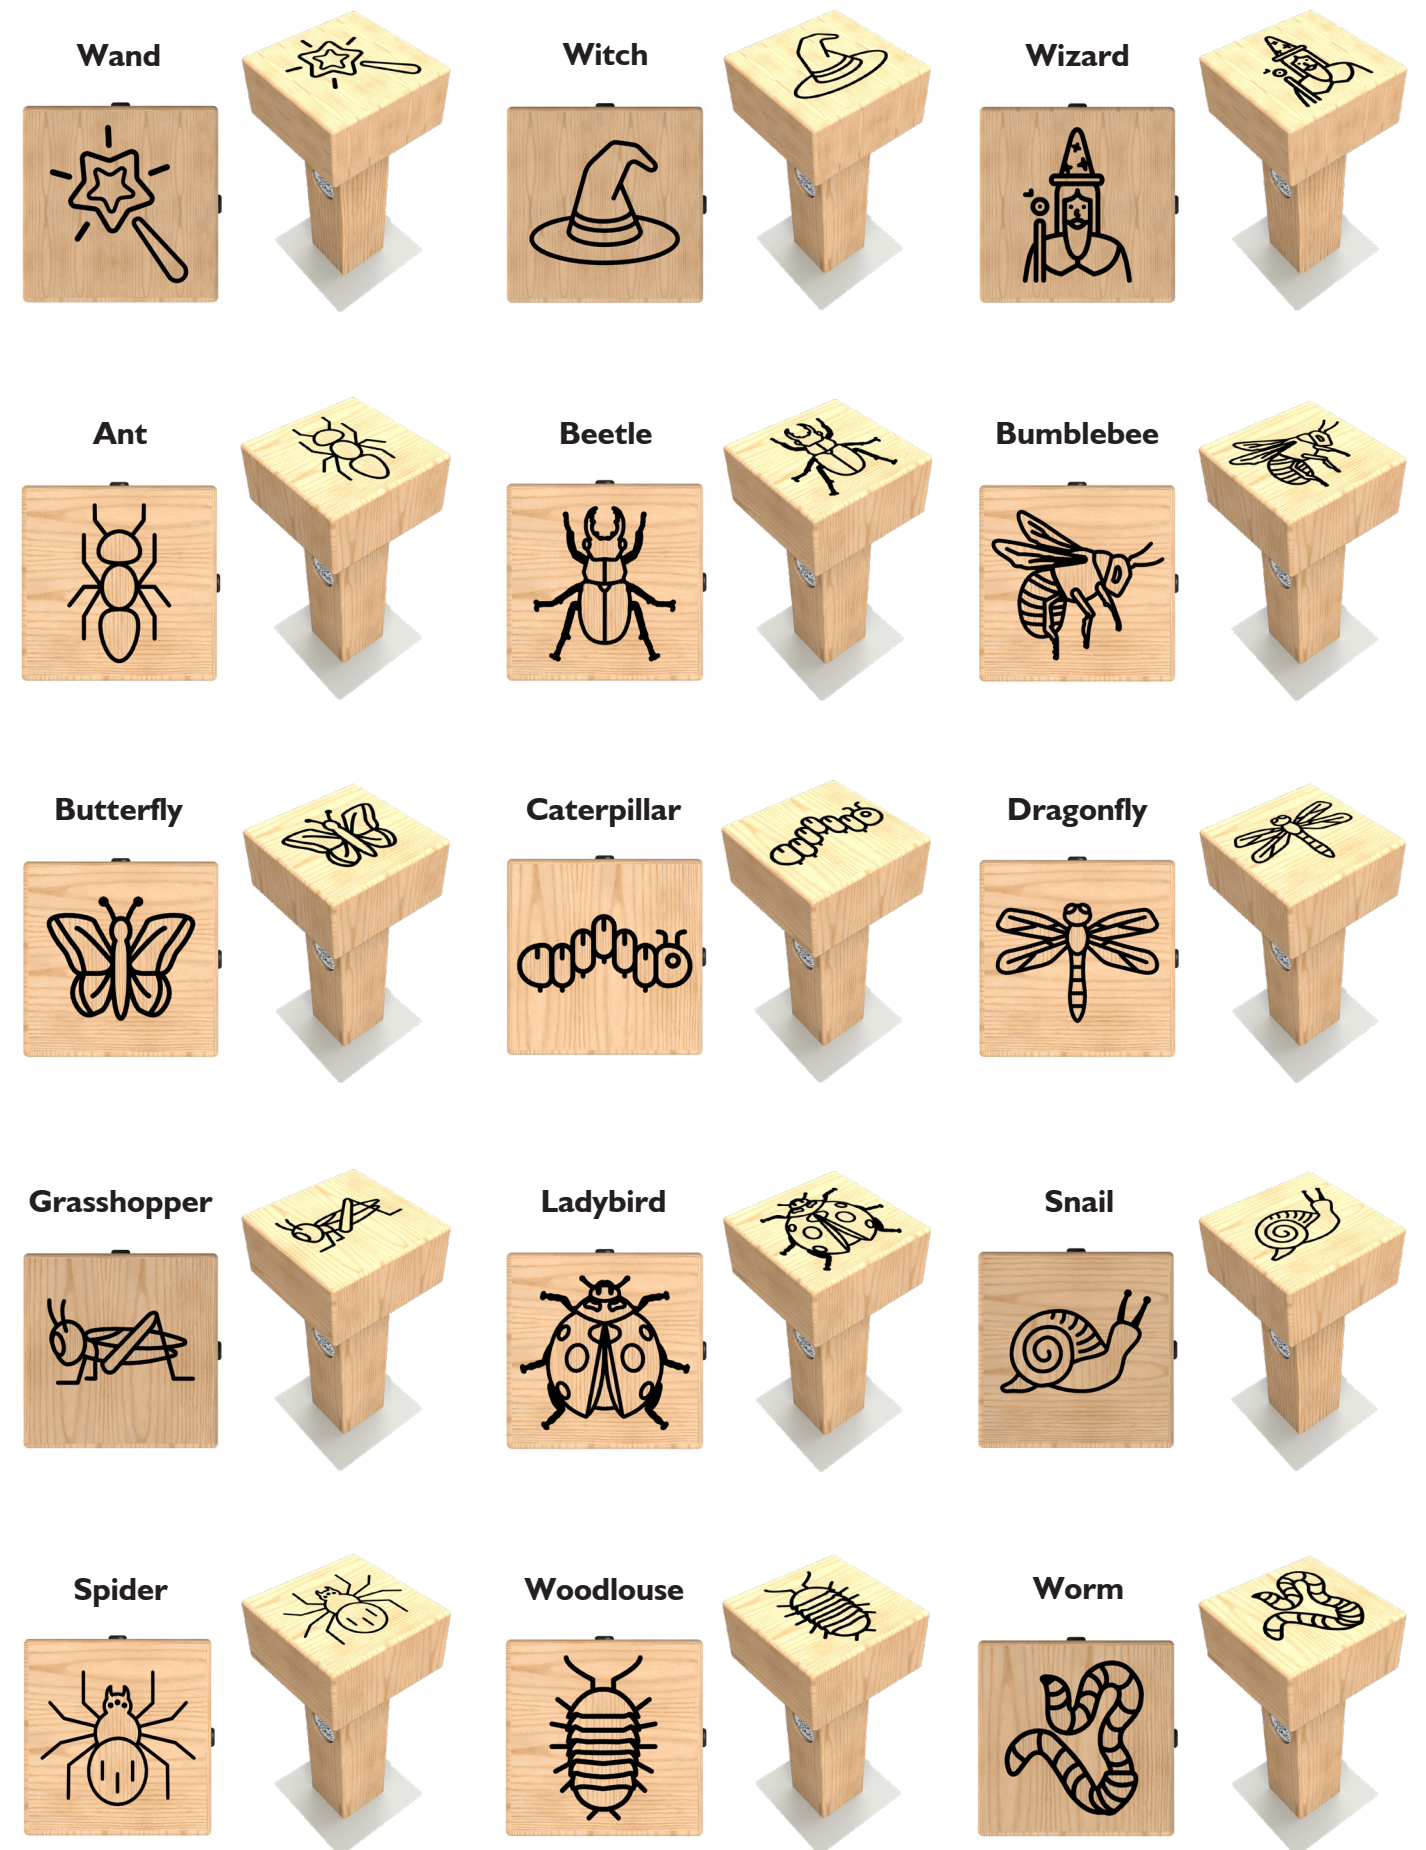 Wand
Witch
Wizard
Ant
Beetle
Bumblebee
Butterfly
Caterpillar
Dragonfly
Grasshopper
Ladybird
Snail
Spider
Woodlouse
Worm